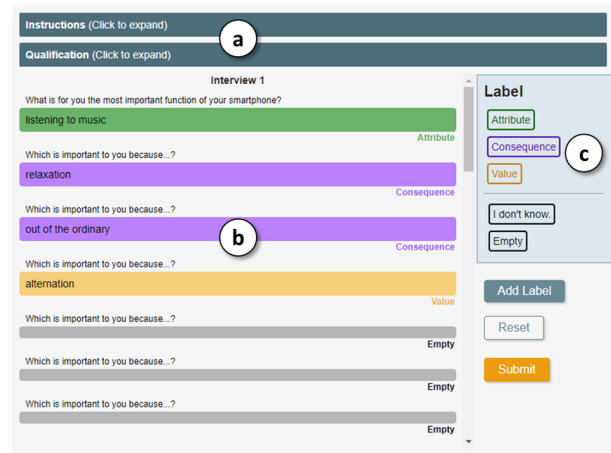 Instructions (Click to expand)
a
Qualification (Click to expand)
Interview 1
What is for you the most important function of your smartphone?
listening to music
Attribute
Which is important to you because...?
relaxation
Consequence
Which is important to you because...?
out of the ordinary
b
Consequence
Which is important to you because...?
alternation
Value
Which is important to you because...?
Empty
Which is important to you because...?
Empty
Which is important to you because...?
Empty
Label
Attribute
Consequence
c
Value
I don't know.
Empty
Add Label
Reset
Submit